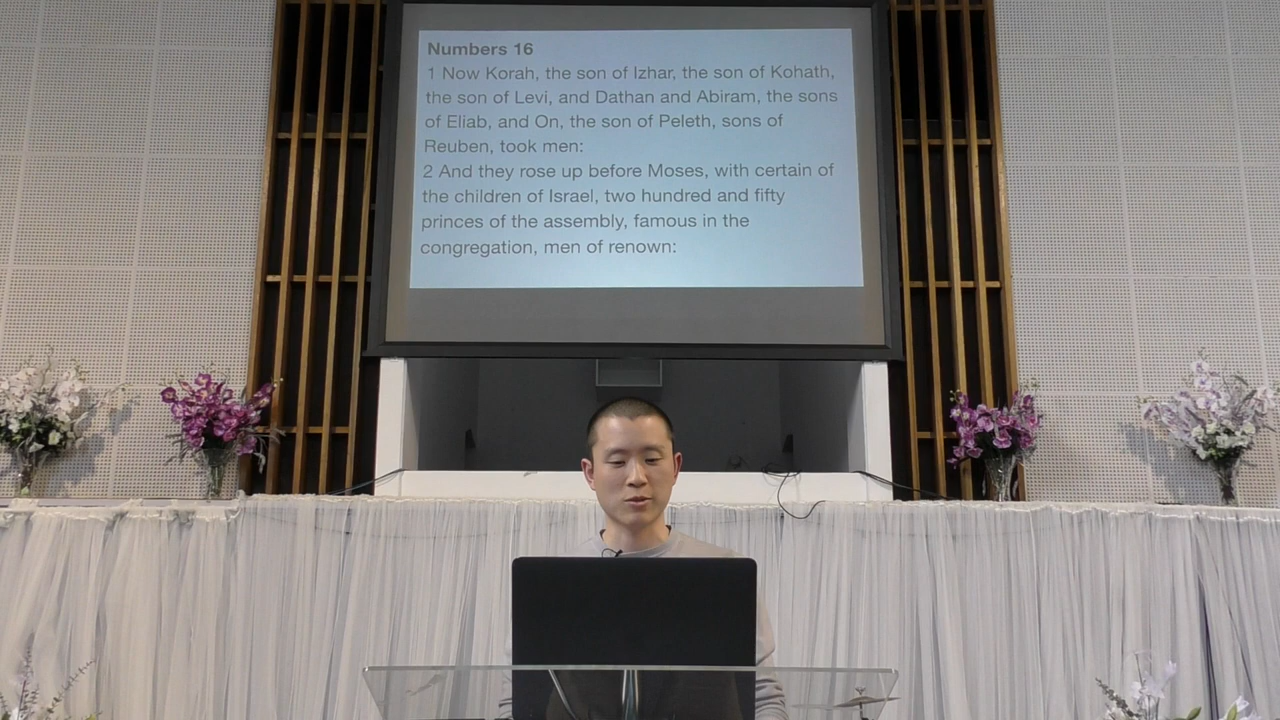 Numbers 16
1 Now Korah, the son of Izhar, the son of Kohath,
the son of Levi, and Dathan and Abiram, the sons
of Eliab, and On, the son of Peleth, sons of
Reuben, took men:
2 And they rose up before Moses, with certain of
the children of Israel, two hundred and fifty
princes of the assembly, famous in the
congregation, men of renown: